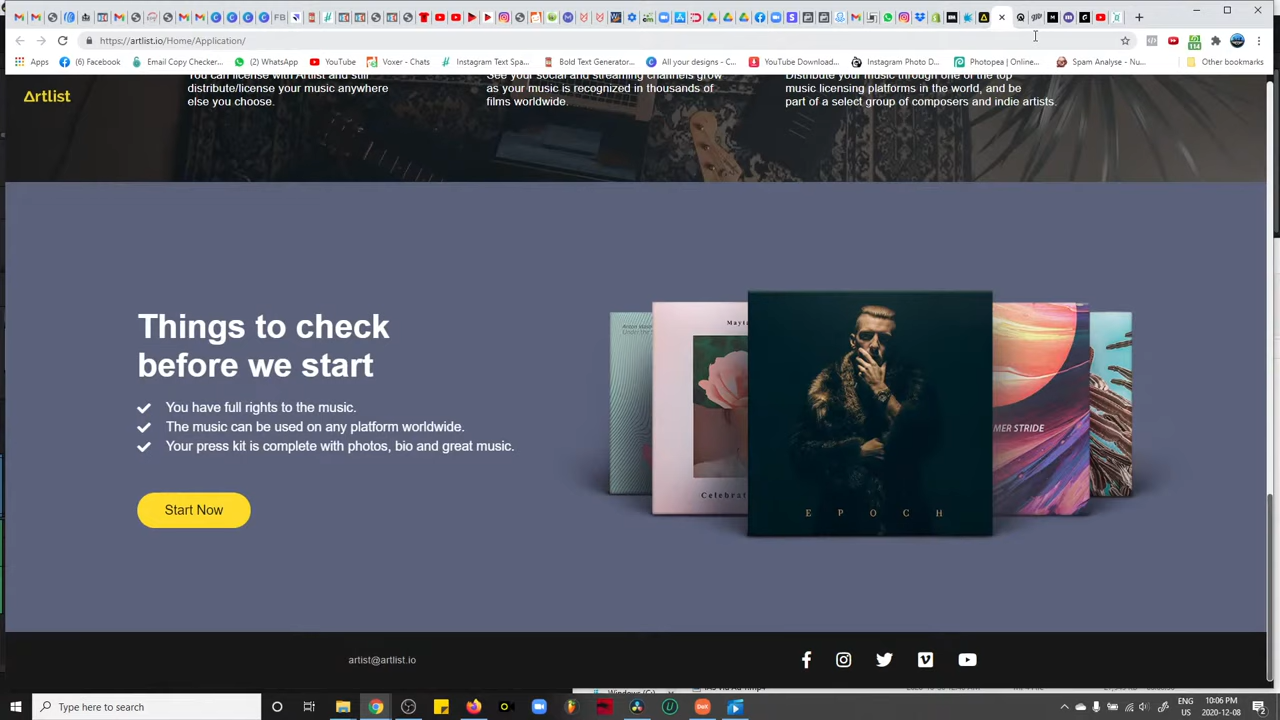 FB
https://artlist.io/Home/Application/
Apps
(6) Facebook
Email Copy Checker...
YouTube
Voxer - Chats
Instagram Text Spa...
Bold Text Generator...
All your designs - C...
YouTube Download...
Instagram Photo D...
Photopea | Online...
Spam Analyse - Nu...
Other bookmarks
114
Artlist
You can license with Artlist and still
distribute/license your music anywhere
else you choose.
See your social and streaming channels grow
as your music is recognized in thousands of
films worldwide.
Distribute your music through one of the top
music licensing platforms in the world, and be
part of a select group of composers and indie artists.
Things to check
before we start
You have full rights to the music.
The music can be used on any platform worldwide.
Your press kit is complete with photos, bio and great music.
Start Now
EPOCH
MER STRIDE
artist@artlist.io
Windows (C:)
Type here to search
ENG
US
10:06 PM
2020-12-08